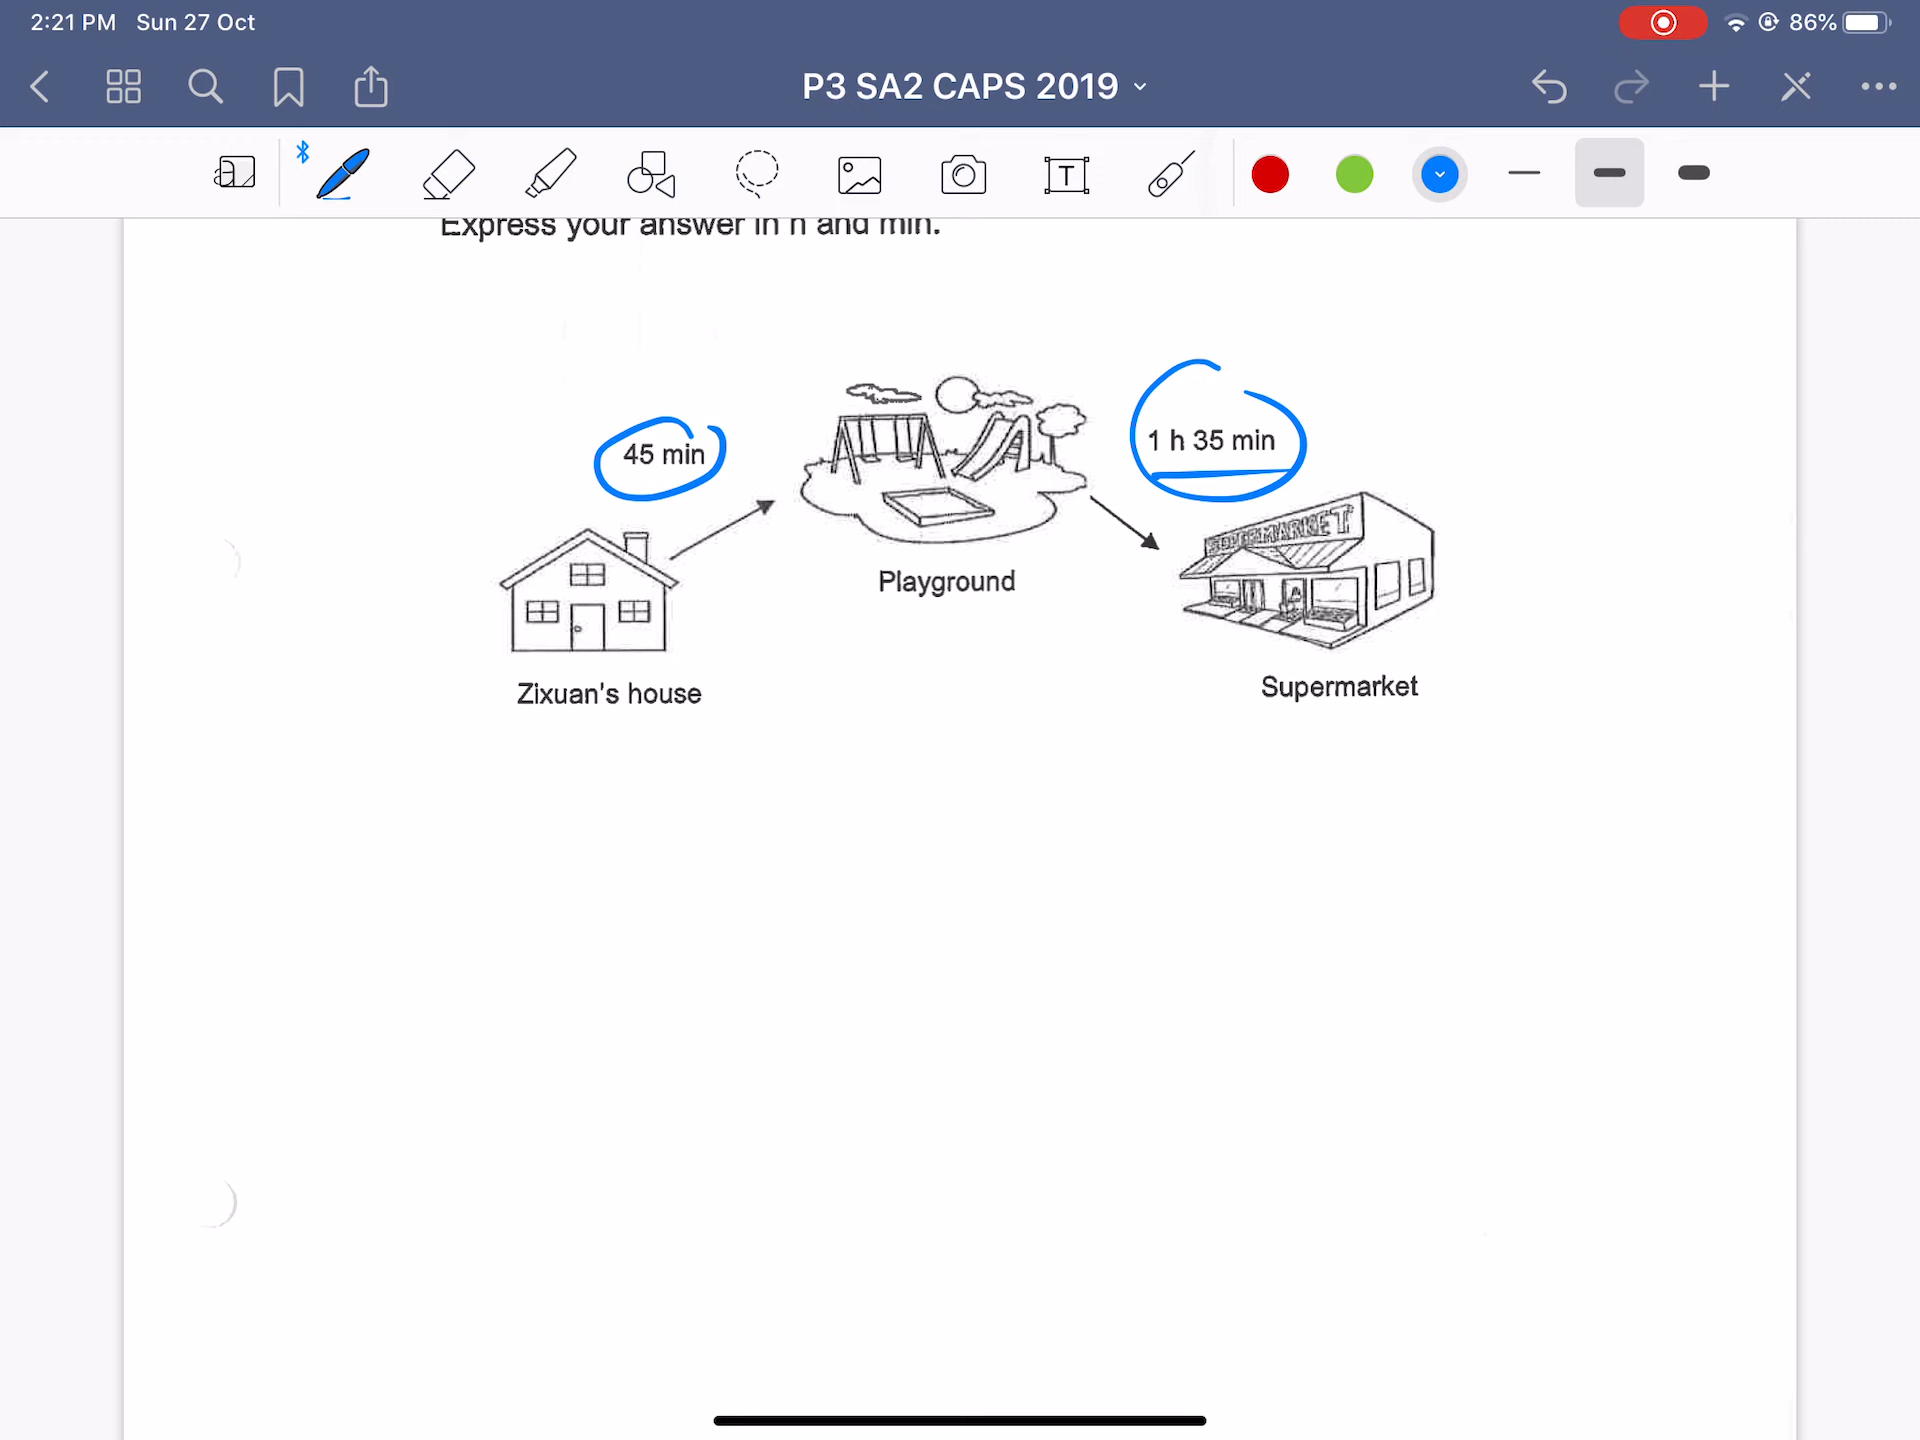 2:21 PM Sun 27 Oct
86%
P3 SA2 CAPS 2019
Express your answer in h and min.
45 min
1 h 35 min
SUPERMARKET
Playground
Zixuan's house
Supermarket